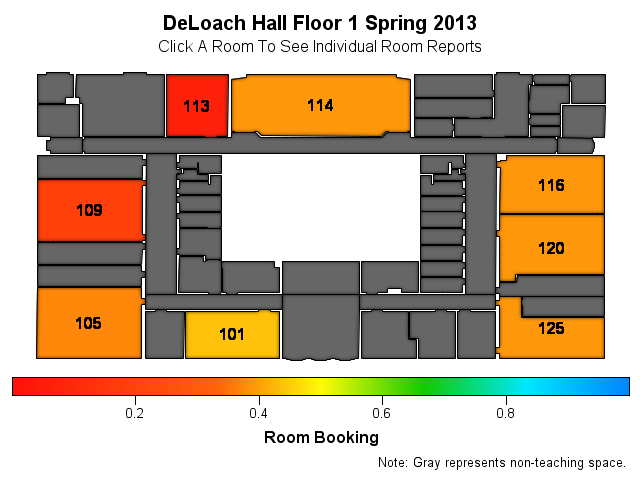 DeLoach Hall Floor 1 Spring 2013
Click A Room To See Individual Room Reports
113
114
109
116
120
105
101
125
0.2 0.4 0.6 0.8
Room Booking
Note: Gray represents non-teaching space.